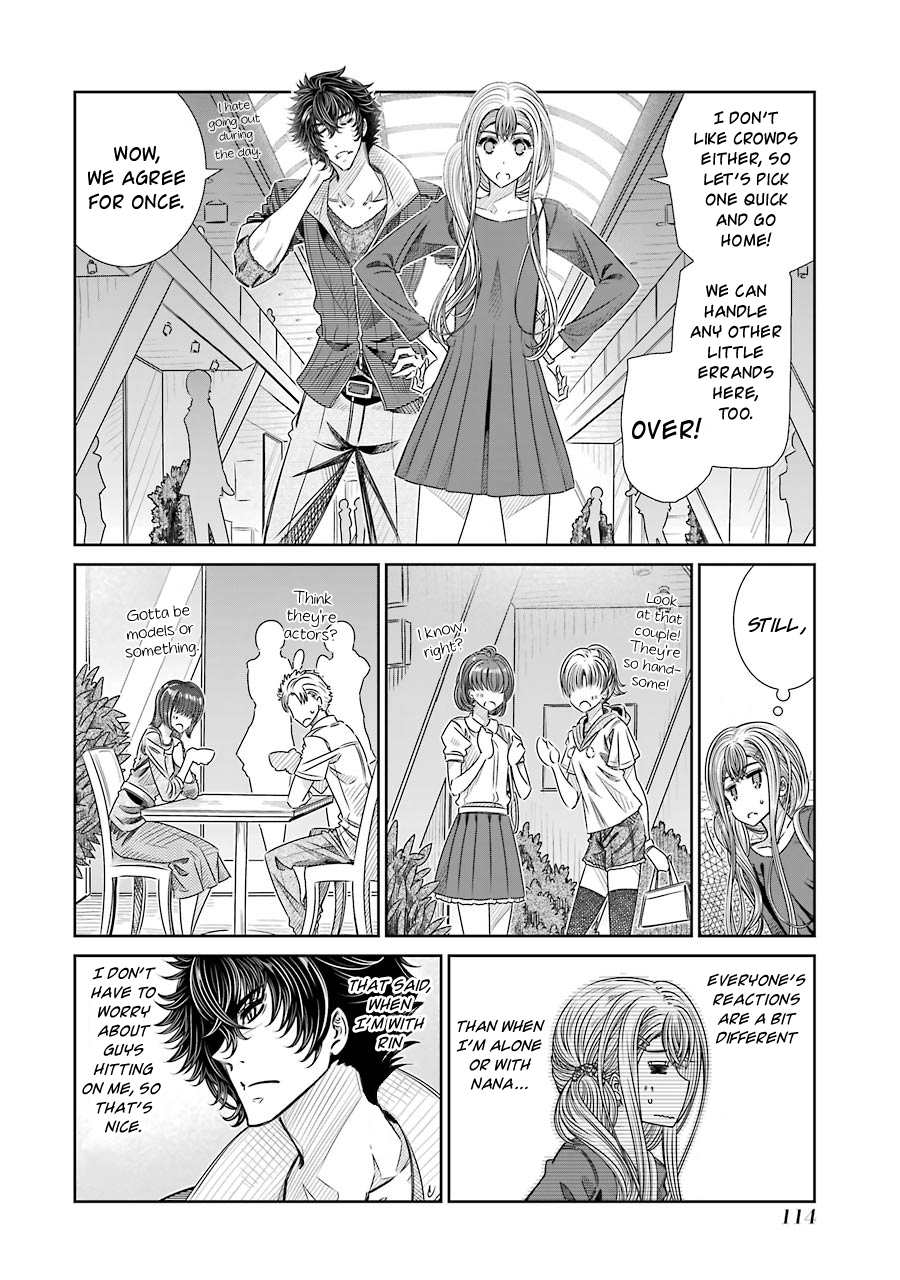 I DON'T
LIKE CROWDS
EITHER, SO
LET'S PICK
ONE QUICK
AND GO
HOME!
WE CAN
HANDLE
ANY OTHER
LITTLE
ERRANDS
HERE,
TOO.
OVER!
I hate
going out
during
the day.
WOW,
WE AGREE
FOR ONCE.
STILL,
Look
at that
couple!
They're
so hand-
some!
I know,
right?
Think
they're
actors?
Gotta be
models or
something.
EVERYONE'S
REACTIONS
ARE A BIT
DIFFERENT
THAN WHEN
I'M ALONE
OR WITH
NANA...
THAT SAID,
WHEN
I'M WITH
RIN
I DON'T
HAVE TO
WORRY
ABOUT
GUYS
HITTING
ON ME, SO
THAT'S
NICE.
114